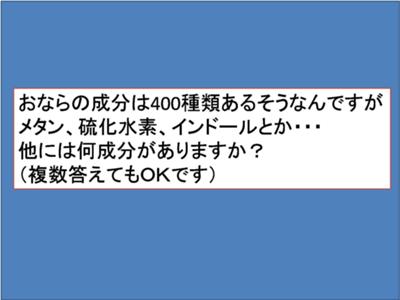 おならの成分は400種類あるそうなんですが
メタン、硫化水素、インドールとか・・・
他には何成分がありますか？
（複数答えてもOKです）